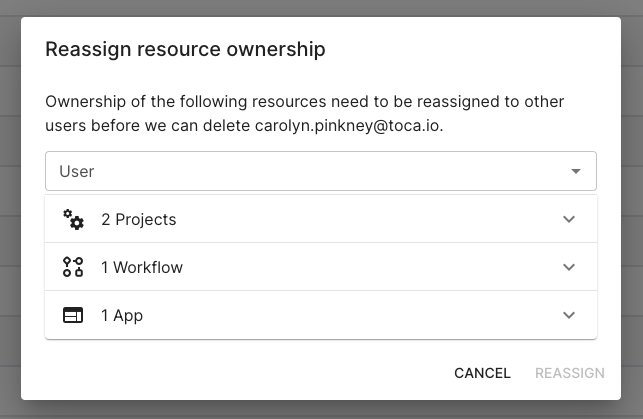 Reassign resource ownership
Ownership of the following resources need to be reassigned to other
users before we can delete carolyn.pinkney@toca.io.
User
2 Projects
1 Workflow
1 App
CANCEL REASSIGN